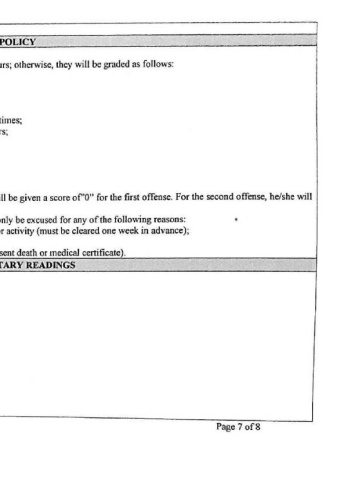 POLICY
urs; otherwise, they will be graded as follows:
times;
rs;
ll be given a score of"0" for the first offense. For the second offense, he/she will
only be excused for any of the following reasons:
r activity (must be cleared one week in advance);
sent death or medical certificate).
TARY READINGS
Page 7 of 8